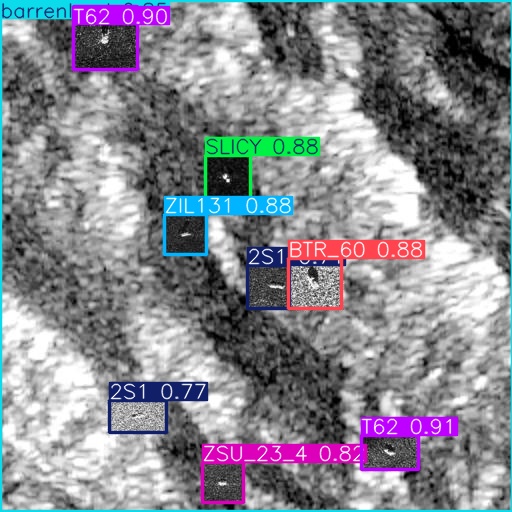 T62 0.90
SLICY 0.88
ZIL131 0.88
2S1
BTR_60 0.88
2S1 0.77
T62 0.91
ZSU_23_4 0.82